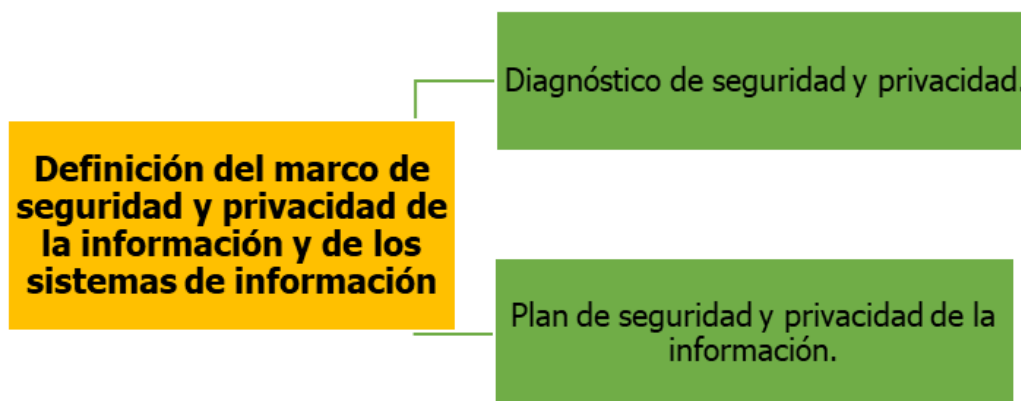 Diagnóstico de seguridad y privacidad.
Definición del marco de
seguridad y privacidad de
la información y de los
sistemas de información
Plan de seguridad y privacidad de la
información.